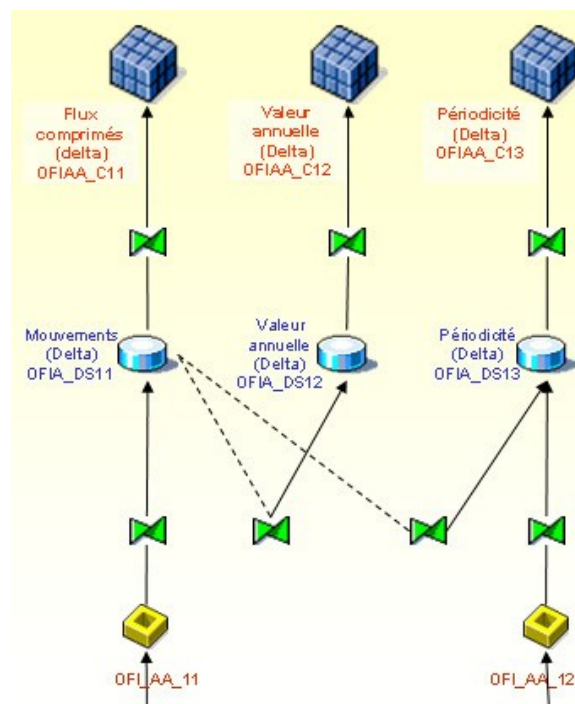 Flux
comprimés
(delta)
0FIAA_C11
Valeur
annuelle
(Delta)
0FIAA_C12
Périodicité
(Delta)
0FIAA_C13
Mouvements
(Delta)
0FIA_DS11
Valeur
annuelle
(Delta)
0FIA_DS12
Périodicité
(Delta)
0FIA_DS13
0FI_AA_11
0FI_AA_12